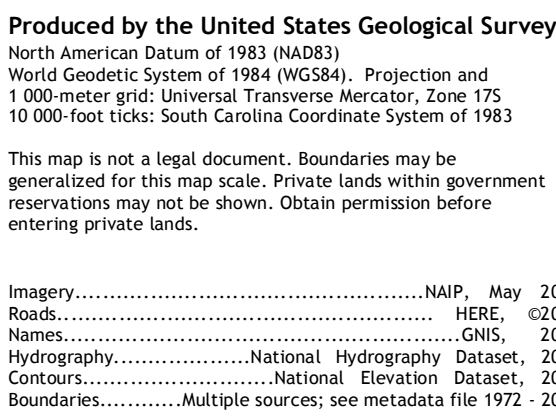 Produced by the United States Geological Survey
North American Datum of 1983 (NAD83)
World Geodetic System of 1984 (WGS84). Projection and
1 000-meter grid: Universal Transverse Mercator, Zone 17S
10 000-foot ticks: South Carolina Coordinate System of 1983
This map is not a legal document. Boundaries may be
generalized for this map scale. Private lands within government
reservations may not be shown. Obtain permission before
entering private lands.
Imagery....................................................NAIP, May
Roads........................................................ HERE,
Names...........................................................GNIS,
Hydrography....................National Hydrography Dataset,
Contours............................National Elevation Dataset,
Boundaries............Multiple sources; see metadata file 1972 -